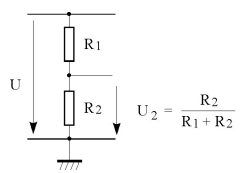 R1
U
R2
U2 = R2 / (R1 + R2)